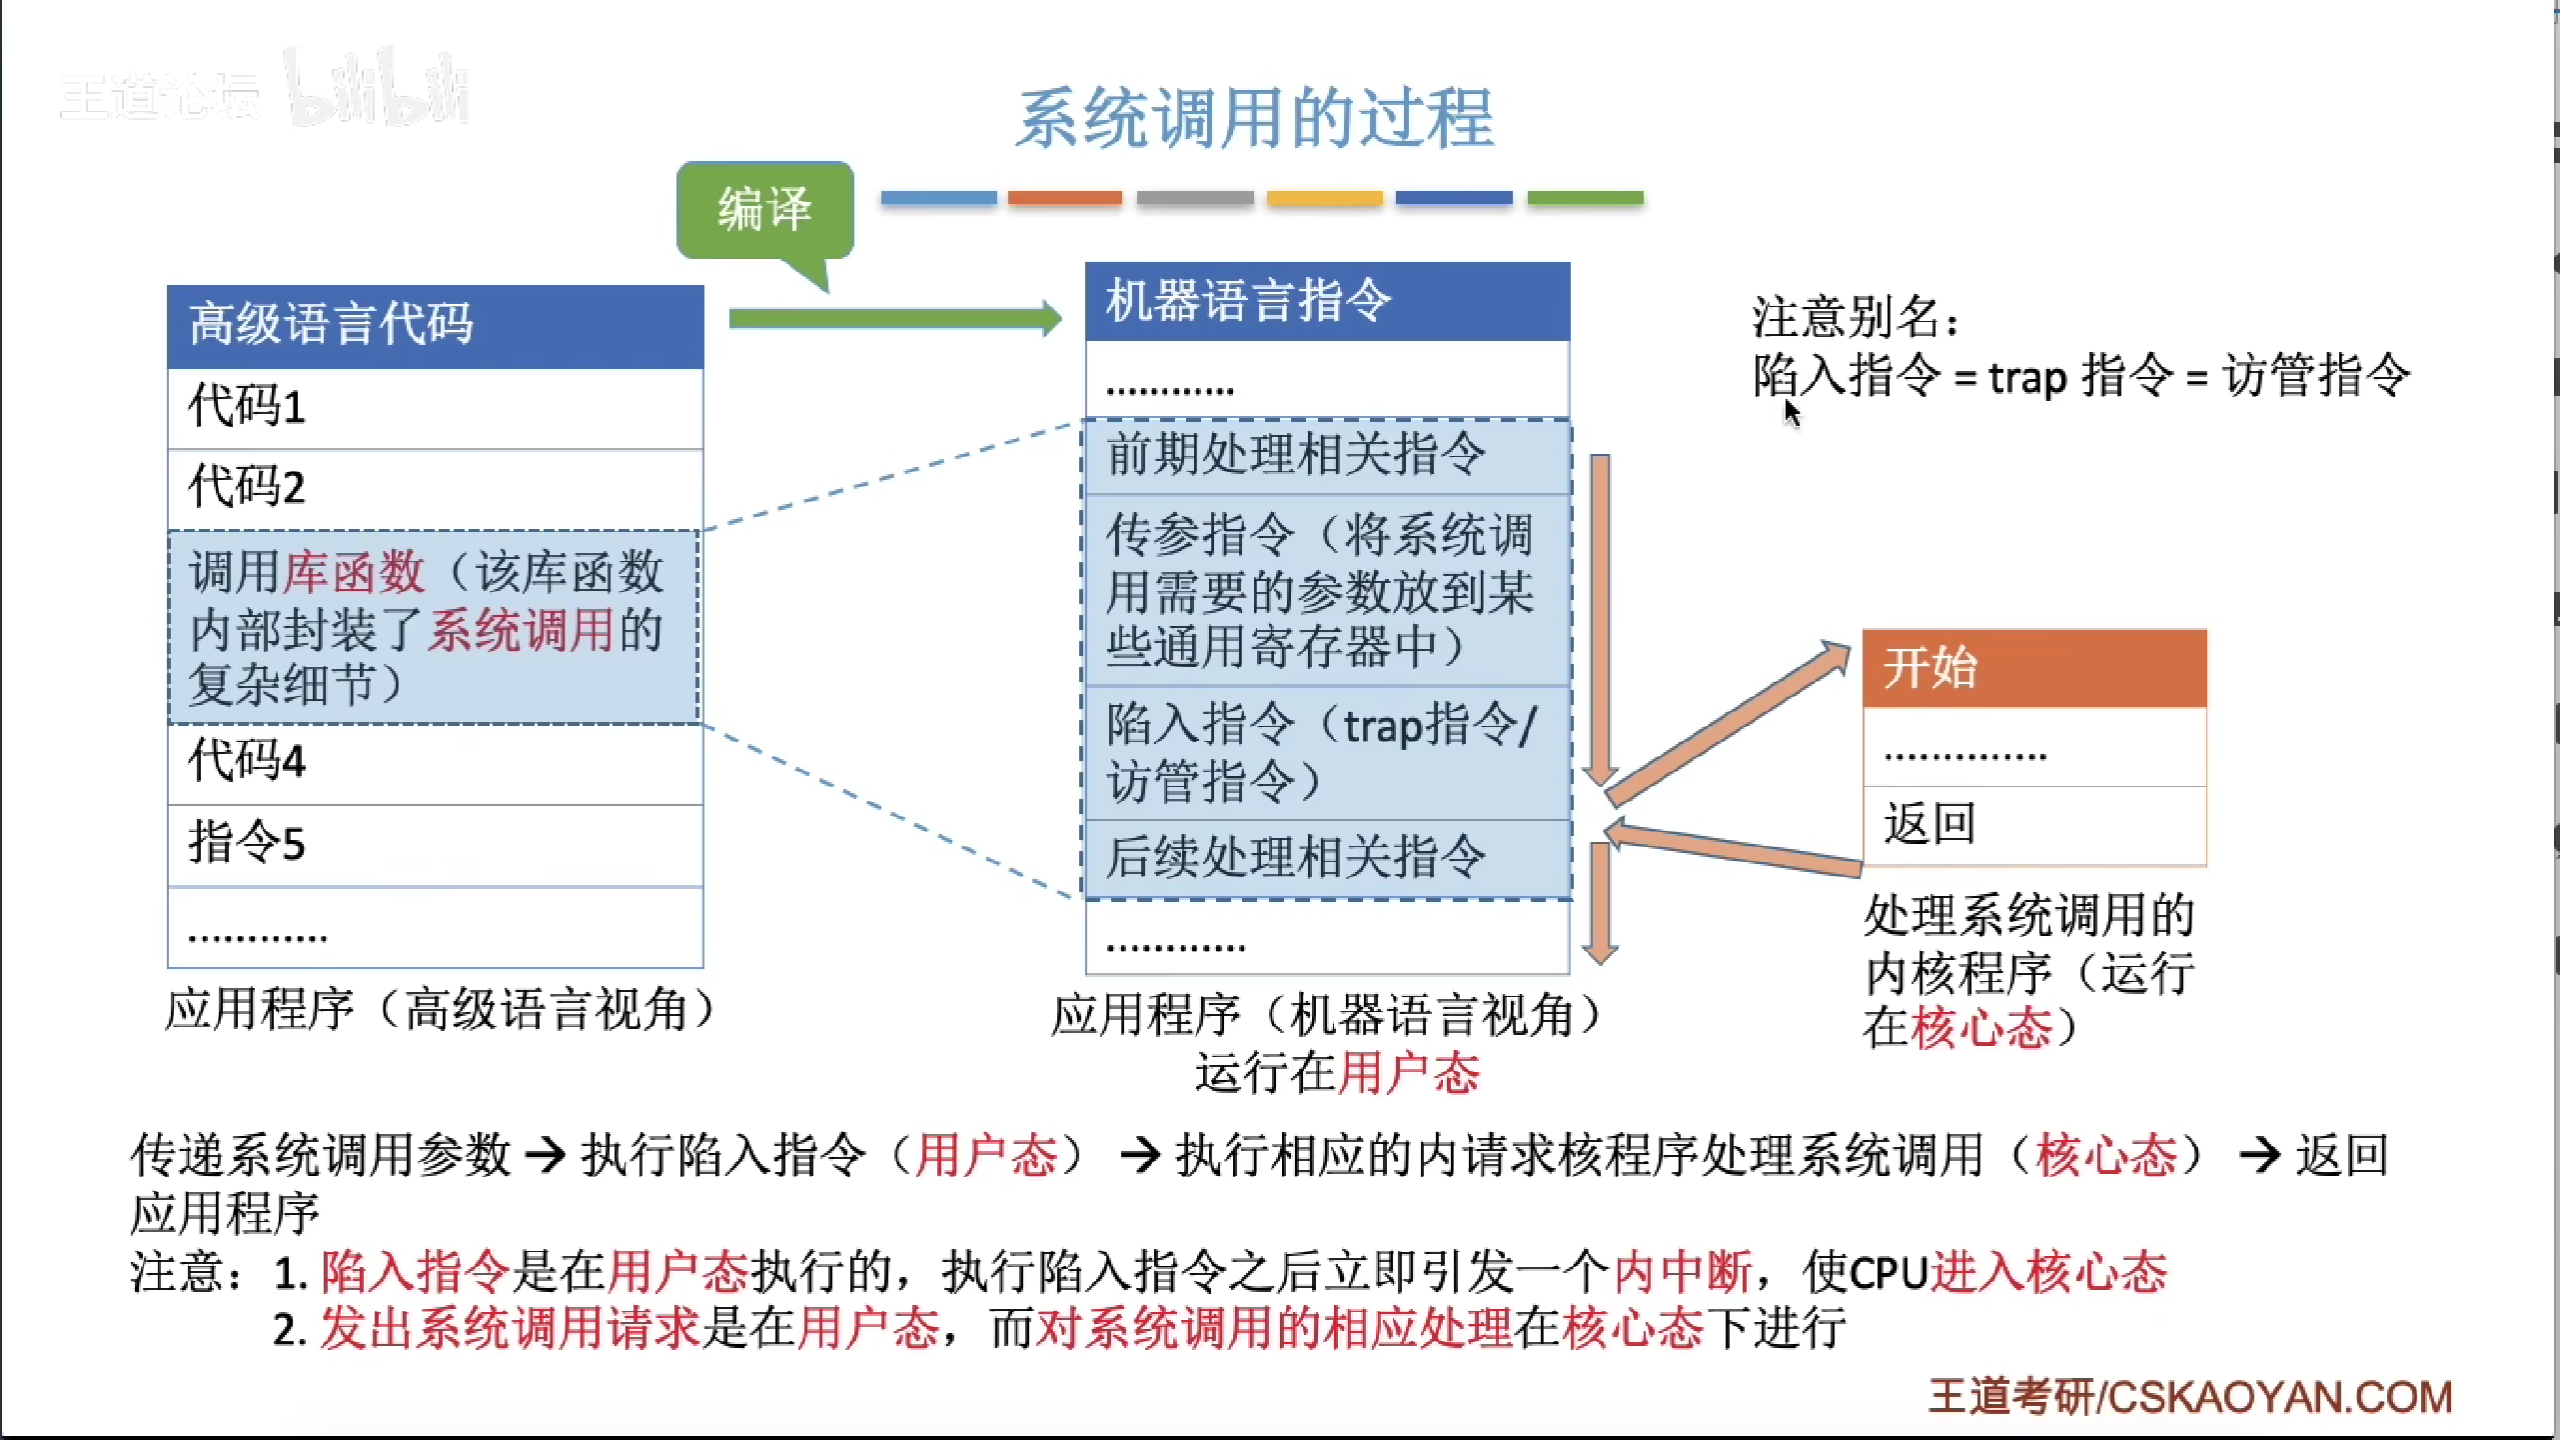 王道论坛 bilibili
系统调用的过程
编译
高级语言代码
代码1
代码2
调用库函数（该库函数
内部封装了系统调用的
复杂细节）
代码4
指令5
............
应用程序（高级语言视角）
机器语言指令
............
前期处理相关指令
传参指令（将系统调
用需要的参数放到某
些通用寄存器中）
陷入指令（trap指令/
访管指令）
后续处理相关指令
............
应用程序（机器语言视角）
运行在用户态
注意别名：
陷入指令 = trap 指令 = 访管指令
开始
..............
返回
处理系统调用的
内核程序（运行
在核心态）
传递系统调用参数 → 执行陷入指令（用户态） → 执行相应的内请求核程序处理系统调用（核心态） → 返回
应用程序
注意：1. 陷入指令是在用户态执行的，执行陷入指令之后立即引发一个内中断，使CPU进入核心态
2. 发出系统调用请求是在用户态，而对系统调用的相应处理在核心态下进行
王道考研/CSKAOYAN.COM